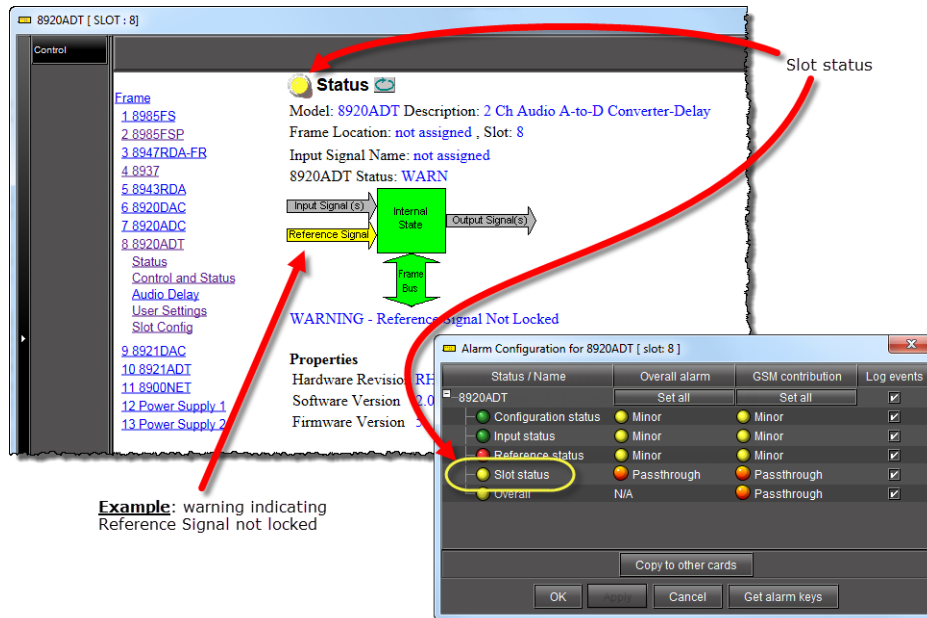 8920ADT [ SLOT : 8]
Control
Slot status
Frame
1 8985FS
2 8985FSP
3 8947RDA-FR
4 8937
5 8943RDA
6 8920DAC
7 8920ADC
8 8920ADT
Status
Control and Status
Audio Delay
User Settings
Slot Config
9 8921DAC
10 8921ADT
11 8900NET
12 Power Supply 1
13 Power Supply 2
Status
Model: 8920ADT Description: 2 Ch Audio A-to-D Converter-Delay
Frame Location: not assigned , Slot: 8
Input Signal Name: not assigned
8920ADT Status: WARN
Input Signal (s)
Internal
State
Output Signal(s)
Reference Signal
Frame
Bus
WARNING - Reference Signal Not Locked
Properties
Hardware Revision RH
Software Version 2.0
Firmware Version
Example: warning indicating
Reference Signal not locked
Alarm Configuration for 8920ADT [ slot: 8 ]
Status / Name Overall alarm GSM contribution Log events
8920ADT Set all Set all
Configuration status Minor Minor
Input status Minor Minor
Reference status Minor Minor
Slot status Passthrough Passthrough
Overall N/A Passthrough
Copy to other cards
OK Apply Cancel Get alarm keys